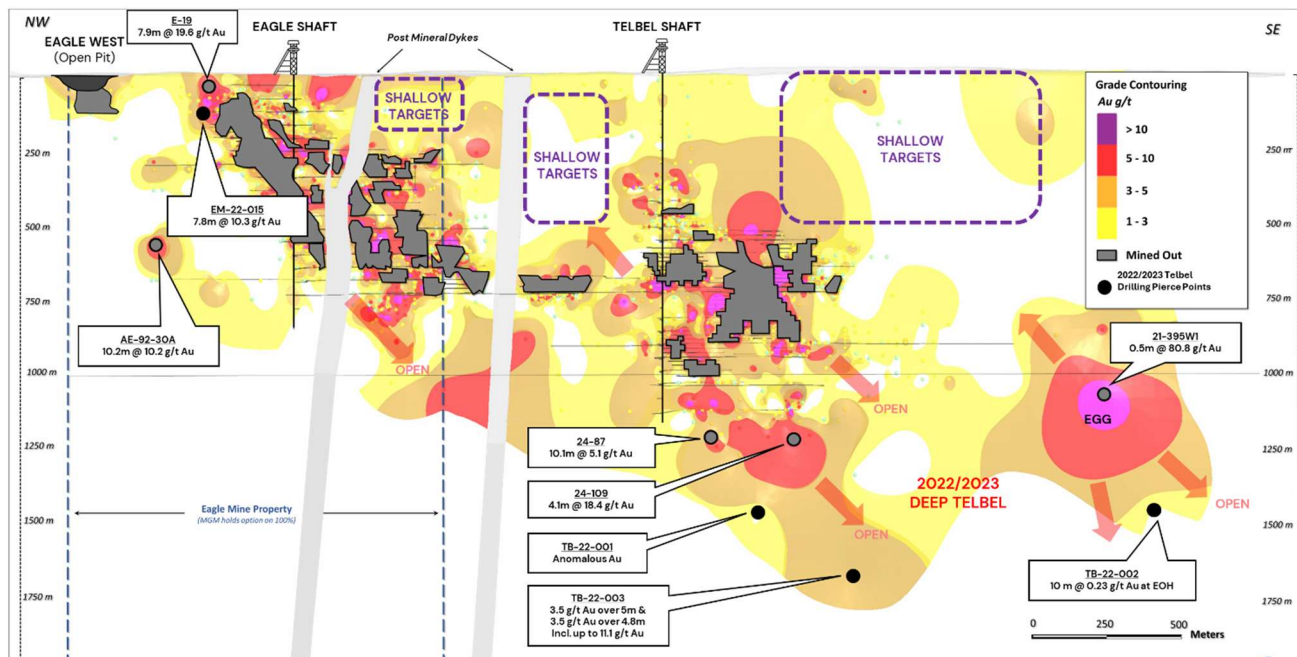 NW
E-19
7.9m @ 19.6 g/t Au
EAGLE WEST
(Open Pit)
EAGLE SHAFT
Post Mineral Dykes
TELBEL SHAFT
SE
SHALLOW
TARGETS
SHALLOW
TARGETS
SHALLOW
TARGETS
Grade Contouring
Au g/t
> 10
5 - 10
3 - 5
1 - 3
Mined Out
2022/2023 Telbel
Drilling Pierce Points
250 m
500 m
750 m
1000 m
1250 m
1500 m
1750 m
EM-22-015
7.8m @ 10.3 g/t Au
AE-92-30A
10.2m @ 10.2 g/t Au
OPEN
OPEN
OPEN
OPEN
21-395W1
0.5m @ 80.8 g/t Au
EGG
24-87
10.1m @ 5.1 g/t Au
24-109
4.1m @ 18.4 g/t Au
TB-22-001
Anomalous Au
TB-22-003
3.5 g/t Au over 5m &
3.5 g/t Au over 4.8m
Incl. up to 11.1 g/t Au
2022/2023
DEEP TELBEL
TB-22-002
10 m @ 0.23 g/t Au at EOH
Eagle Mine Property
(MGM holds option on 100%)
250 m
500 m
750 m
1000 m
1250 m
1500 m
1750 m
0 250 500
Meters